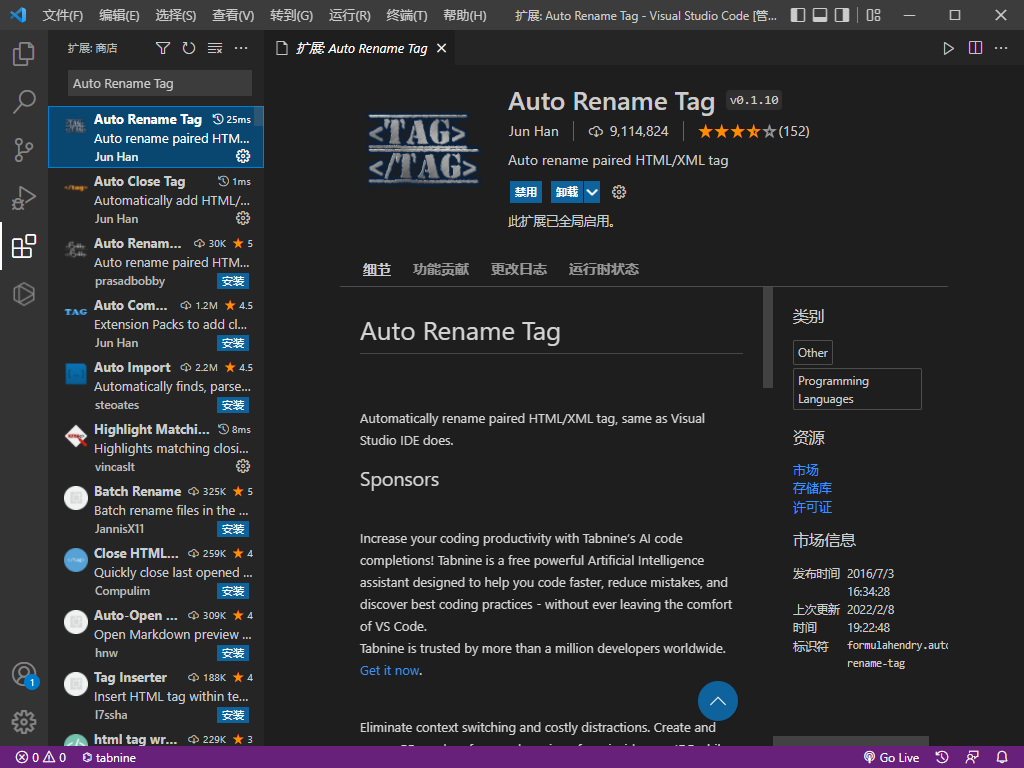 文件(F) 编辑(E) 选择(S) 查看(V) 转到(G) 运行(R) 终端(T) 帮助(H) 扩展: Auto Rename Tag - Visual Studio Code [管...
扩展: 商店
Auto Rename Tag
Auto Rename Tag 25ms
Auto rename paired HTM...
Jun Han
Auto Close Tag 1ms
Automatically add HTML/...
Jun Han
Auto Renam... 30K 5
Auto rename paired HTM...
prasadbobby 安装
Auto Com... 1.2M 4.5
Extension Packs to add cl...
Jun Han 安装
Auto Import 2.2M 4.5
Automatically finds, parse...
steoates 安装
Highlight Matchi... 8ms
Highlights matching closi...
vincaslt
Batch Rename 325K 5
Batch rename files in the ...
JannisX11 安装
Close HTML... 259K 4
Quickly close last opened ...
Compulim 安装
Auto-Open ... 309K 4
Open Markdown preview ...
hnw 安装
Tag Inserter 188K 4
Insert HTML tag within te...
l7ssha 安装
html tag wr... 229K 3
扩展: Auto Rename Tag
<TAG>
</TAG>
Auto Rename Tag v0.1.10
Jun Han 9,114,824 (152)
Auto rename paired HTML/XML tag
禁用 卸载
此扩展已全局启用。
细节 功能贡献 更改日志 运行时状态
Auto Rename Tag
Automatically rename paired HTML/XML tag, same as Visual
Studio IDE does.
Sponsors
Increase your coding productivity with Tabnine's AI code
completions! Tabnine is a free powerful Artificial Intelligence
assistant designed to help you code faster, reduce mistakes, and
discover best coding practices - without ever leaving the comfort
of VS Code.
Tabnine is trusted by more than a million developers worldwide.
Get it now.
Eliminate context switching and costly distractions. Create and
类别
Other
Programming
Languages
资源
市场
存储库
许可证
市场信息
发布时间 2016/7/3
16:34:28
上次更新 2022/2/8
时间 19:22:48
标识符 formulahendry.auto
rename-tag
1
0 0 tabnine Go Live